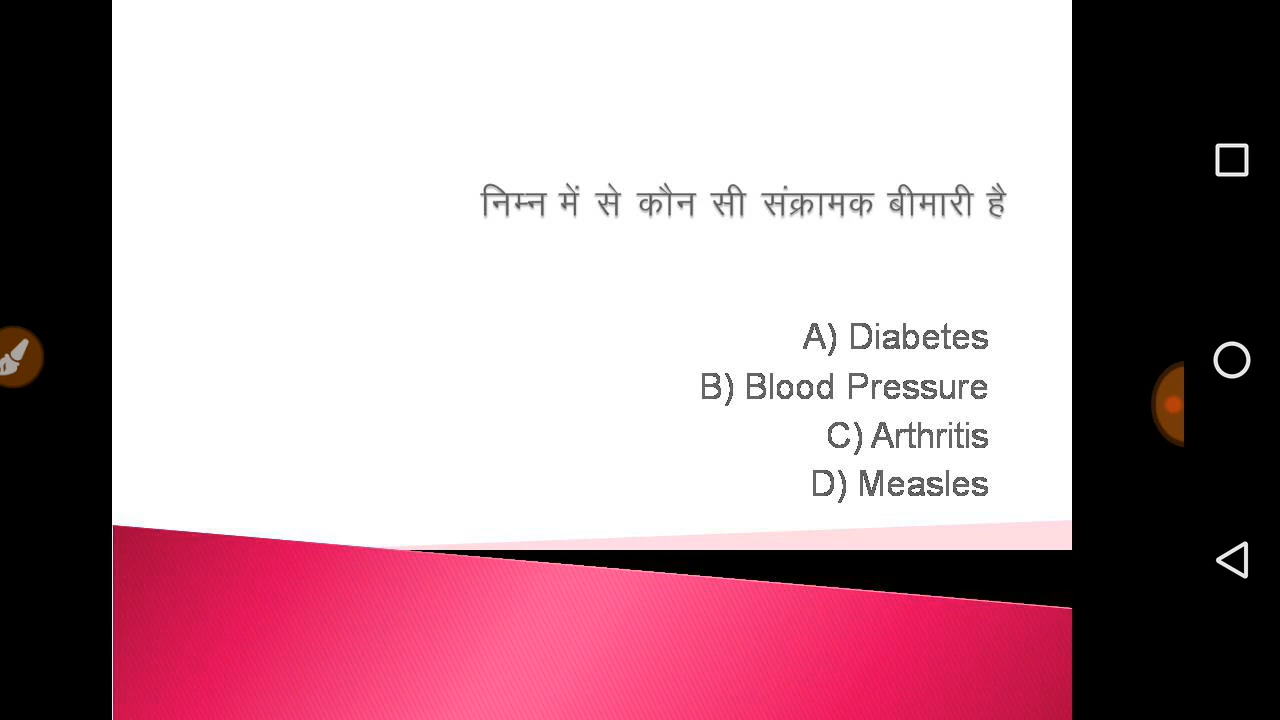 निम्न में से कौन सी संक्रामक बीमारी है
A) Diabetes
B) Blood Pressure
C) Arthritis
D) Measles